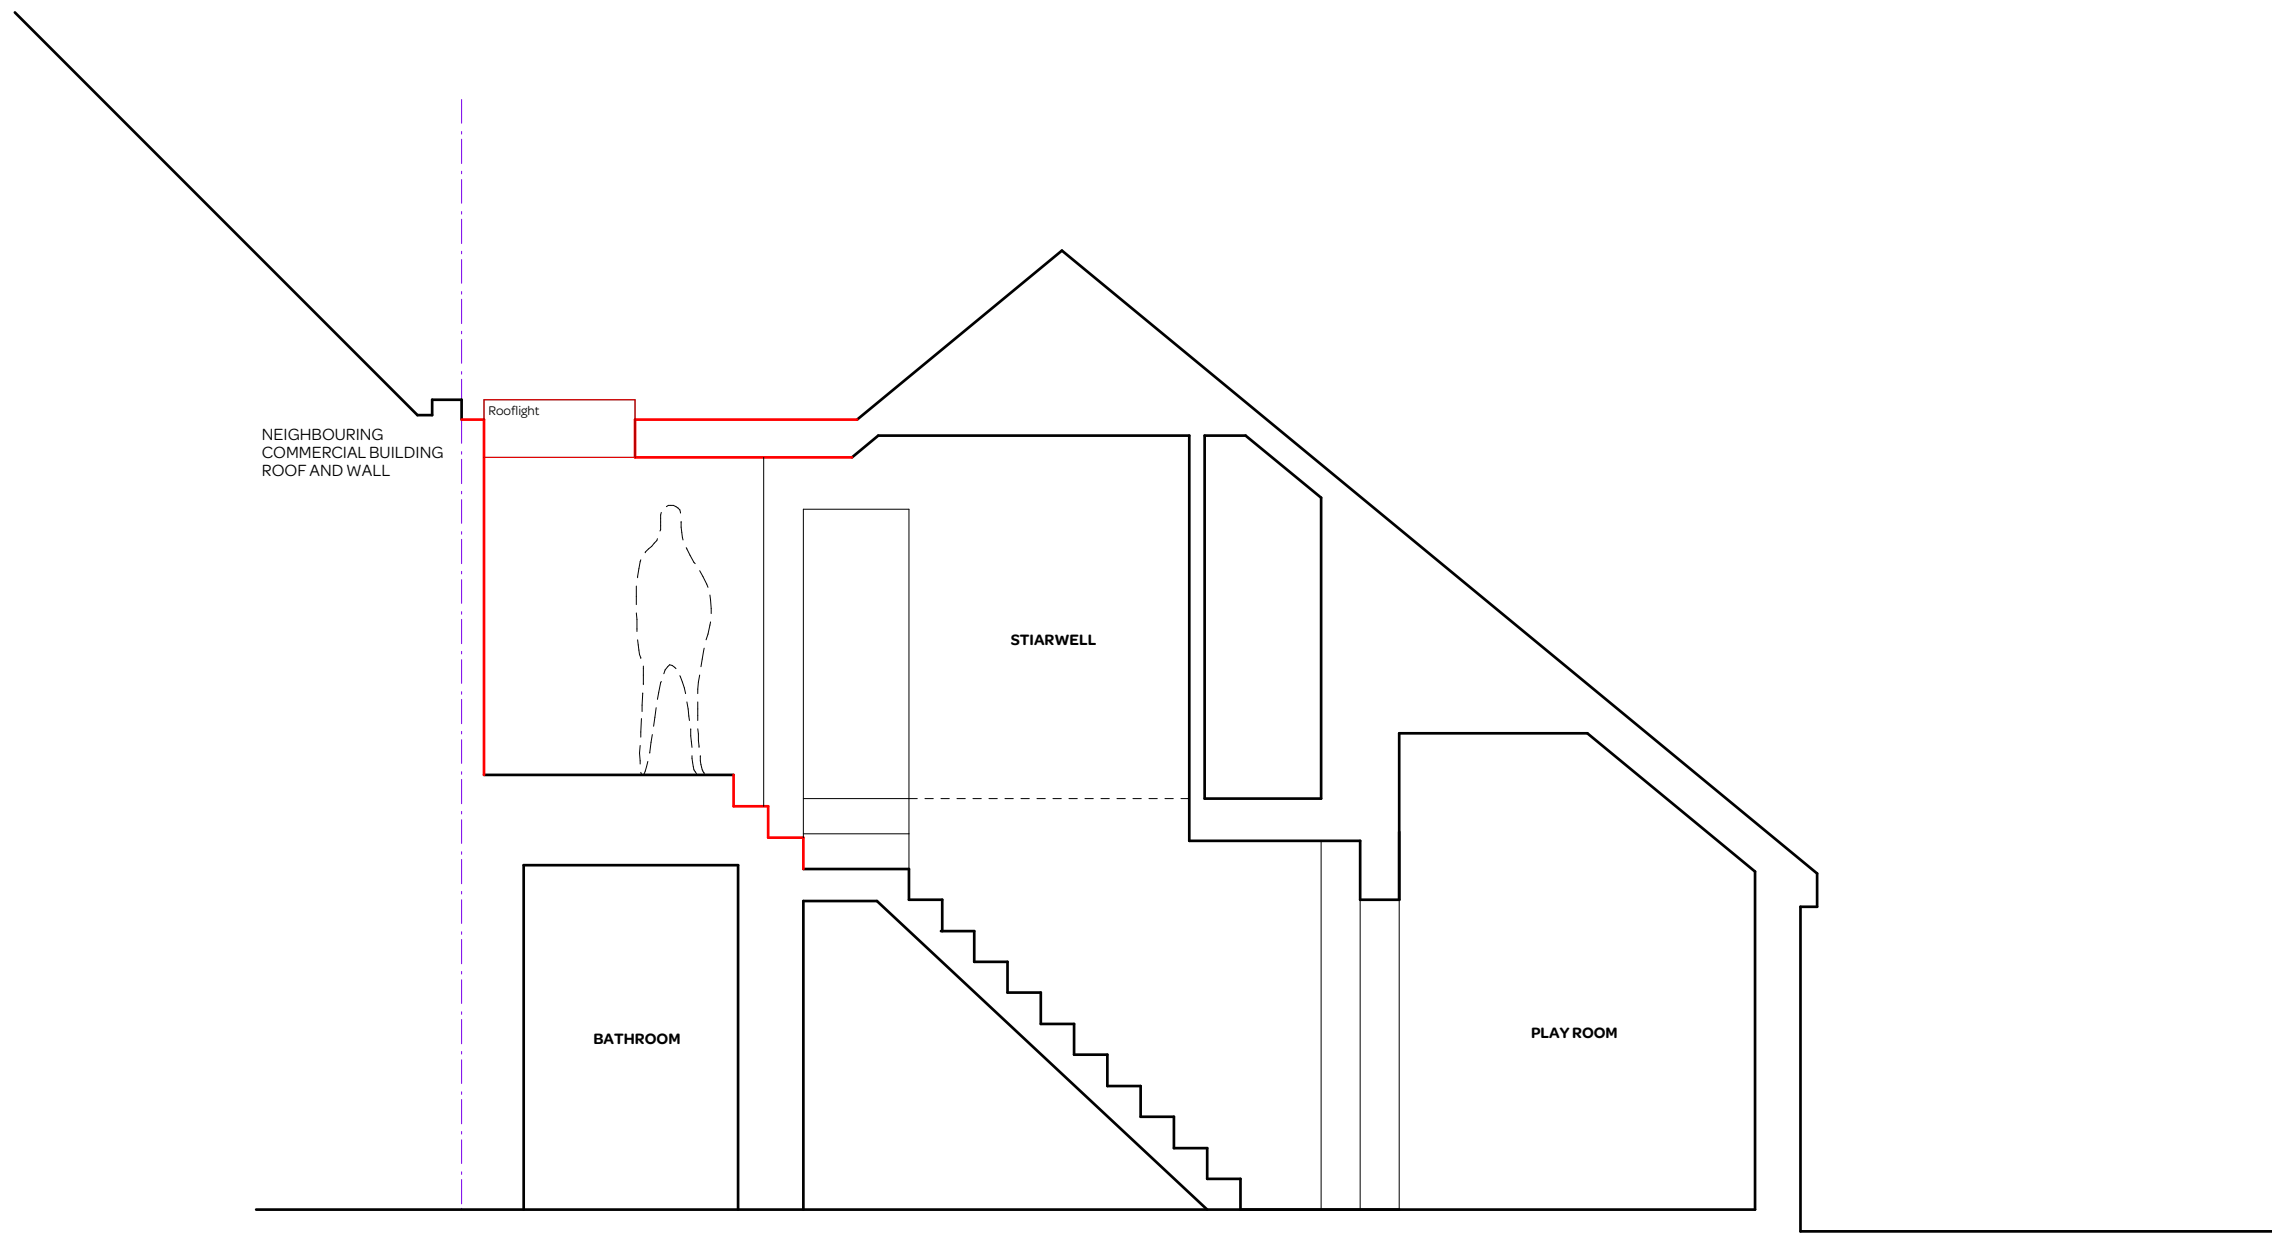 Rooflight
NEIGHBOURING
COMMERCIAL BUILDING
ROOF AND WALL
STIARWELL
BATHROOM
PLAY ROOM